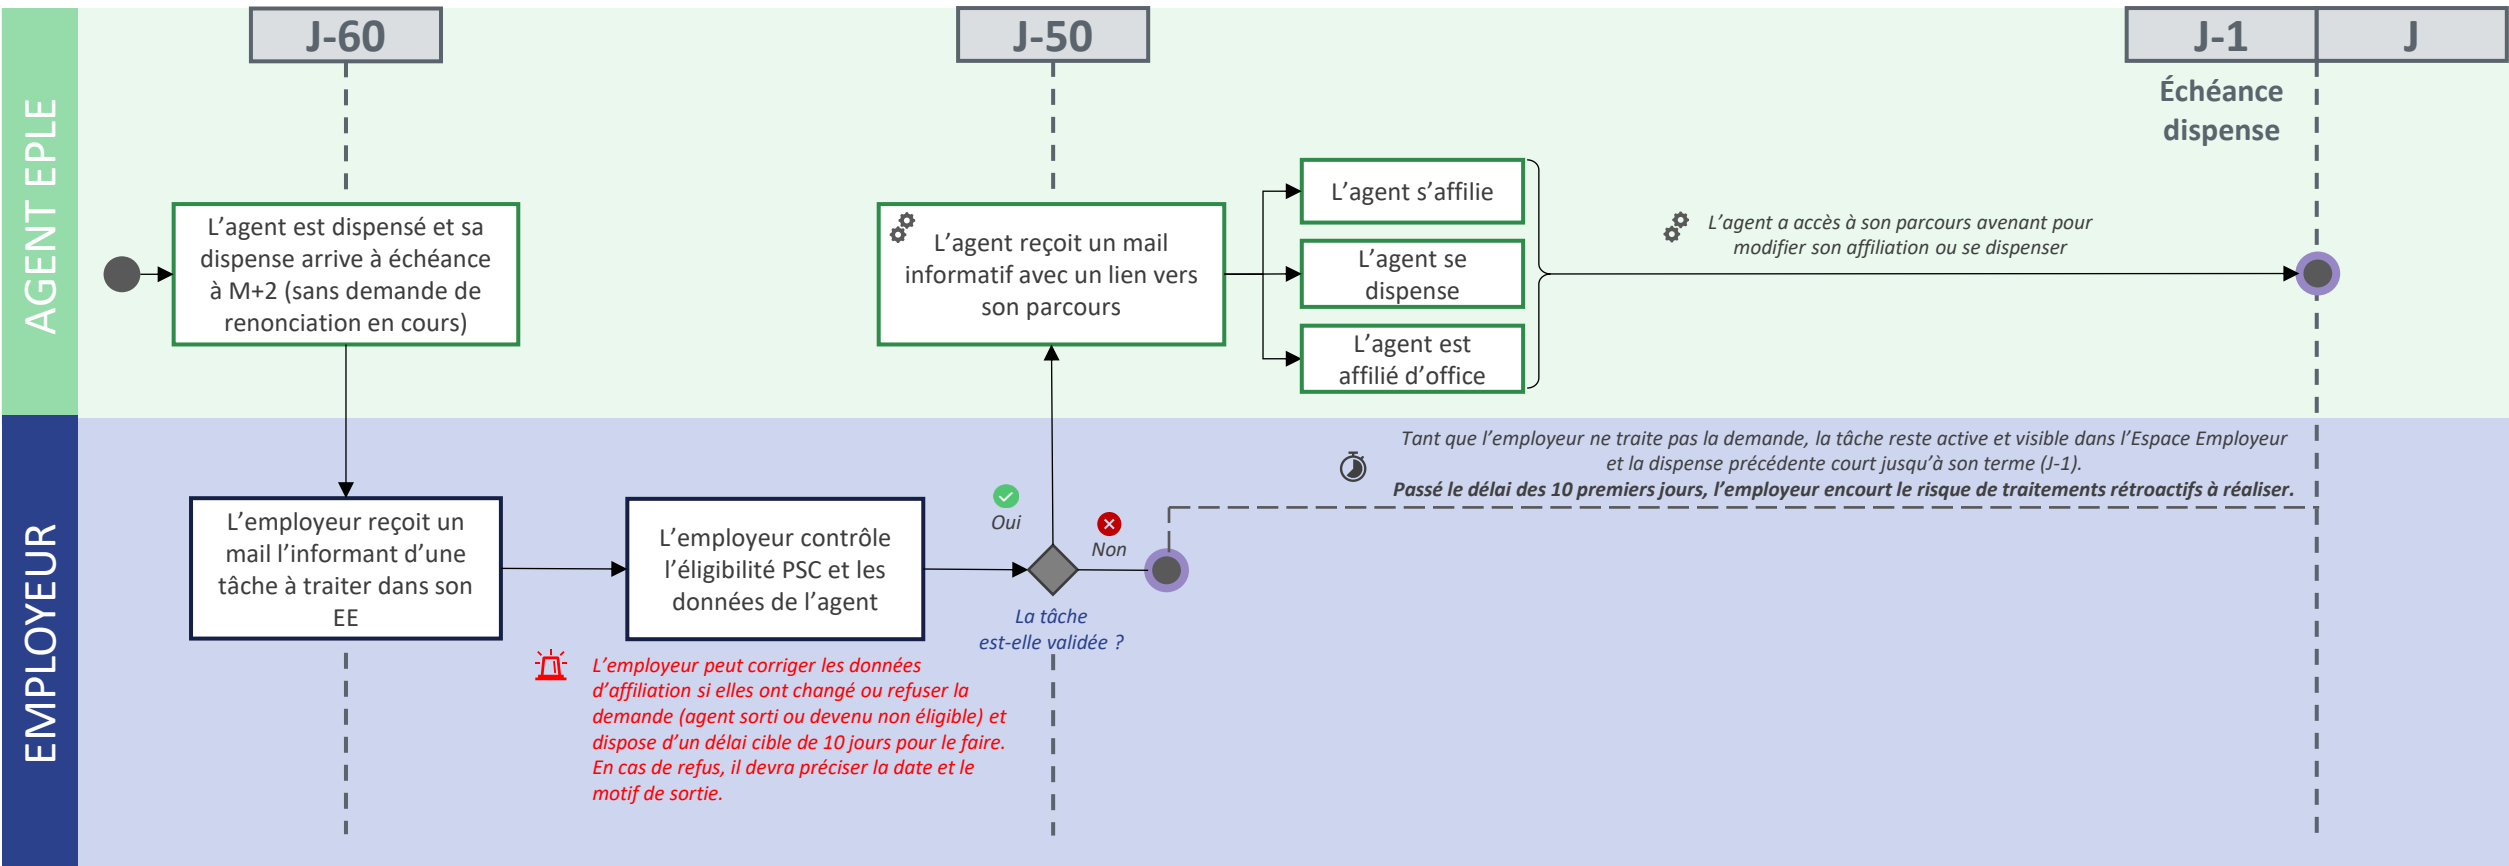 J-60
J-50
J-1
J
Échéance
dispense
AGENT EPLE
L’agent est dispensé et sa
dispense arrive à échéance
à M+2 (sans demande de
renonciation en cours)
L’agent reçoit un mail
informatif avec un lien vers
son parcours
L’agent s’affilie
L’agent se
dispense
L’agent est
affilié d’office
L’agent a accès à son parcours avenant pour
modifier son affiliation ou se dispenser
EMPLOYEUR
L’employeur reçoit un
mail l’informant d’une
tâche à traiter dans son
EE
L’employeur contrôle
l’éligibilité PSC et les
données de l’agent
Oui
Non
La tâche
est-elle validée ?
Tant que l’employeur ne traite pas la demande, la tâche reste active et visible dans l’Espace Employeur
et la dispense précédente court jusqu’à son terme (J-1).
Passé le délai des 10 premiers jours, l’employeur encourt le risque de traitements rétroactifs à réaliser.
L’employeur peut corriger les données
d’affiliation si elles ont changé ou refuser la
demande (agent sorti ou devenu non éligible) et
dispose d’un délai cible de 10 jours pour le faire.
En cas de refus, il devra préciser la date et le
motif de sortie.